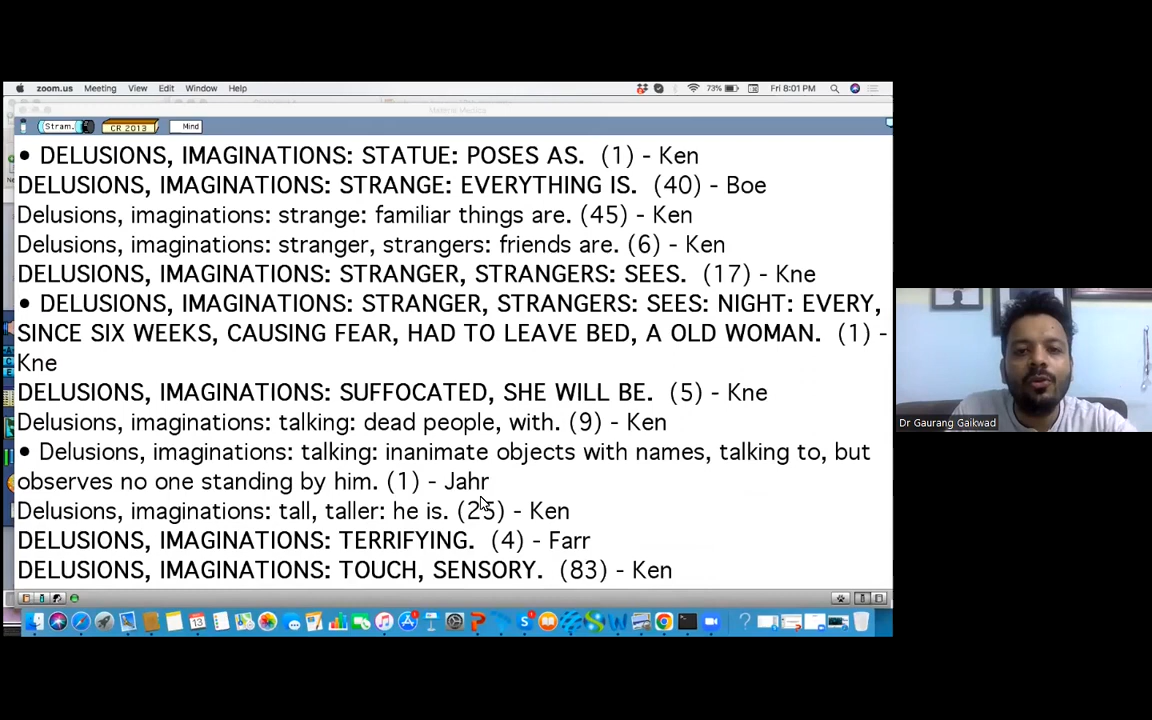 zoom.us Meeting View Edit Window Help 73% Fri 8:01 PM
Stram. CR 2013 Mind
• DELUSIONS, IMAGINATIONS: STATUE: POSES AS. (1) - Ken
DELUSIONS, IMAGINATIONS: STRANGE: EVERYTHING IS. (40) - Boe
Delusions, imaginations: strange: familiar things are. (45) - Ken
Delusions, imaginations: stranger, strangers: friends are. (6) - Ken
DELUSIONS, IMAGINATIONS: STRANGER, STRANGERS: SEES. (17) - Kne
• DELUSIONS, IMAGINATIONS: STRANGER, STRANGERS: SEES: NIGHT: EVERY,
SINCE SIX WEEKS, CAUSING FEAR, HAD TO LEAVE BED, A OLD WOMAN. (1) -
Kne
DELUSIONS, IMAGINATIONS: SUFFOCATED, SHE WILL BE. (5) - Kne
Delusions, imaginations: talking: dead people, with. (9) - Ken
• Delusions, imaginations: talking: inanimate objects with names, talking to, but
observes no one standing by him. (1) - Jahr
Delusions, imaginations: tall, taller: he is. (25) - Ken
DELUSIONS, IMAGINATIONS: TERRIFYING. (4) - Farr
DELUSIONS, IMAGINATIONS: TOUCH, SENSORY. (83) - Ken
Dr Gaurang Gaikwad